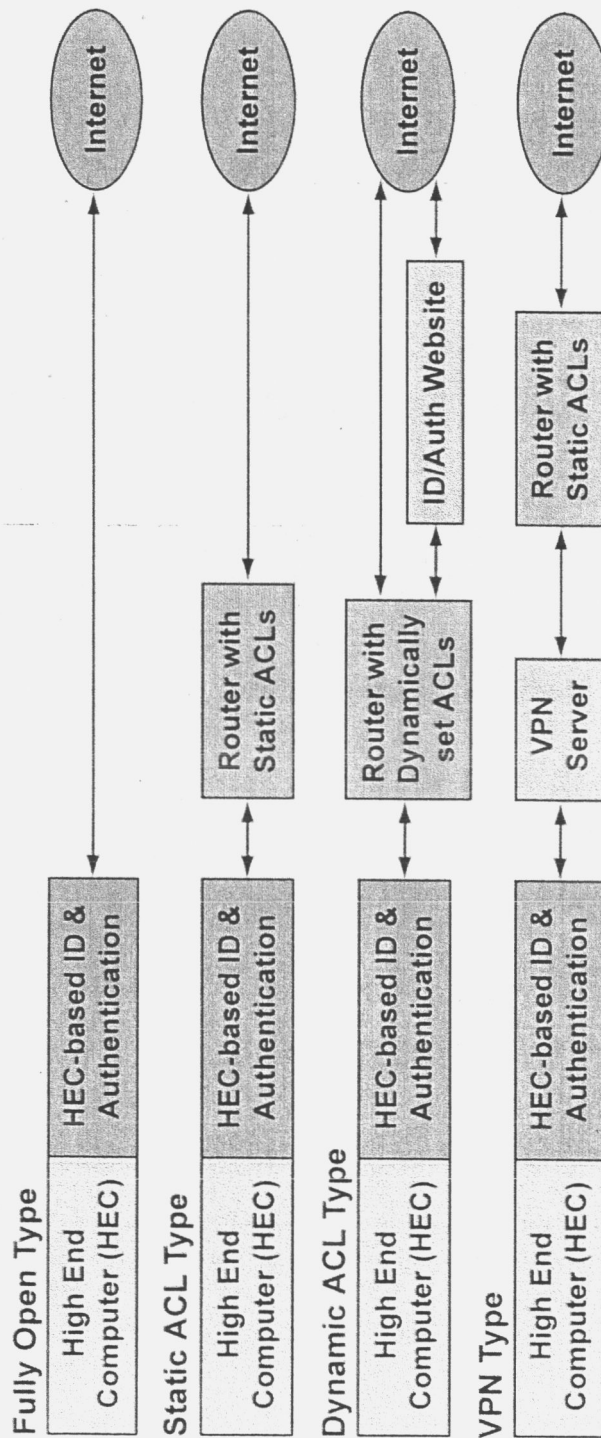 Fully Open Type
High End
Computer (HEC)
HEC-based ID &
Authentication
Internet
Static ACL Type
High End
Computer (HEC)
HEC-based ID &
Authentication
Router with
Static ACLs
Internet
Dynamic ACL Type
High End
Computer (HEC)
HEC-based ID &
Authentication
Router with
Dynamically
set ACLs
ID/Auth Website
Internet
VPN Type
High End
Computer (HEC)
HEC-based ID &
Authentication
VPN
Server
Router with
Static ACLs
Internet